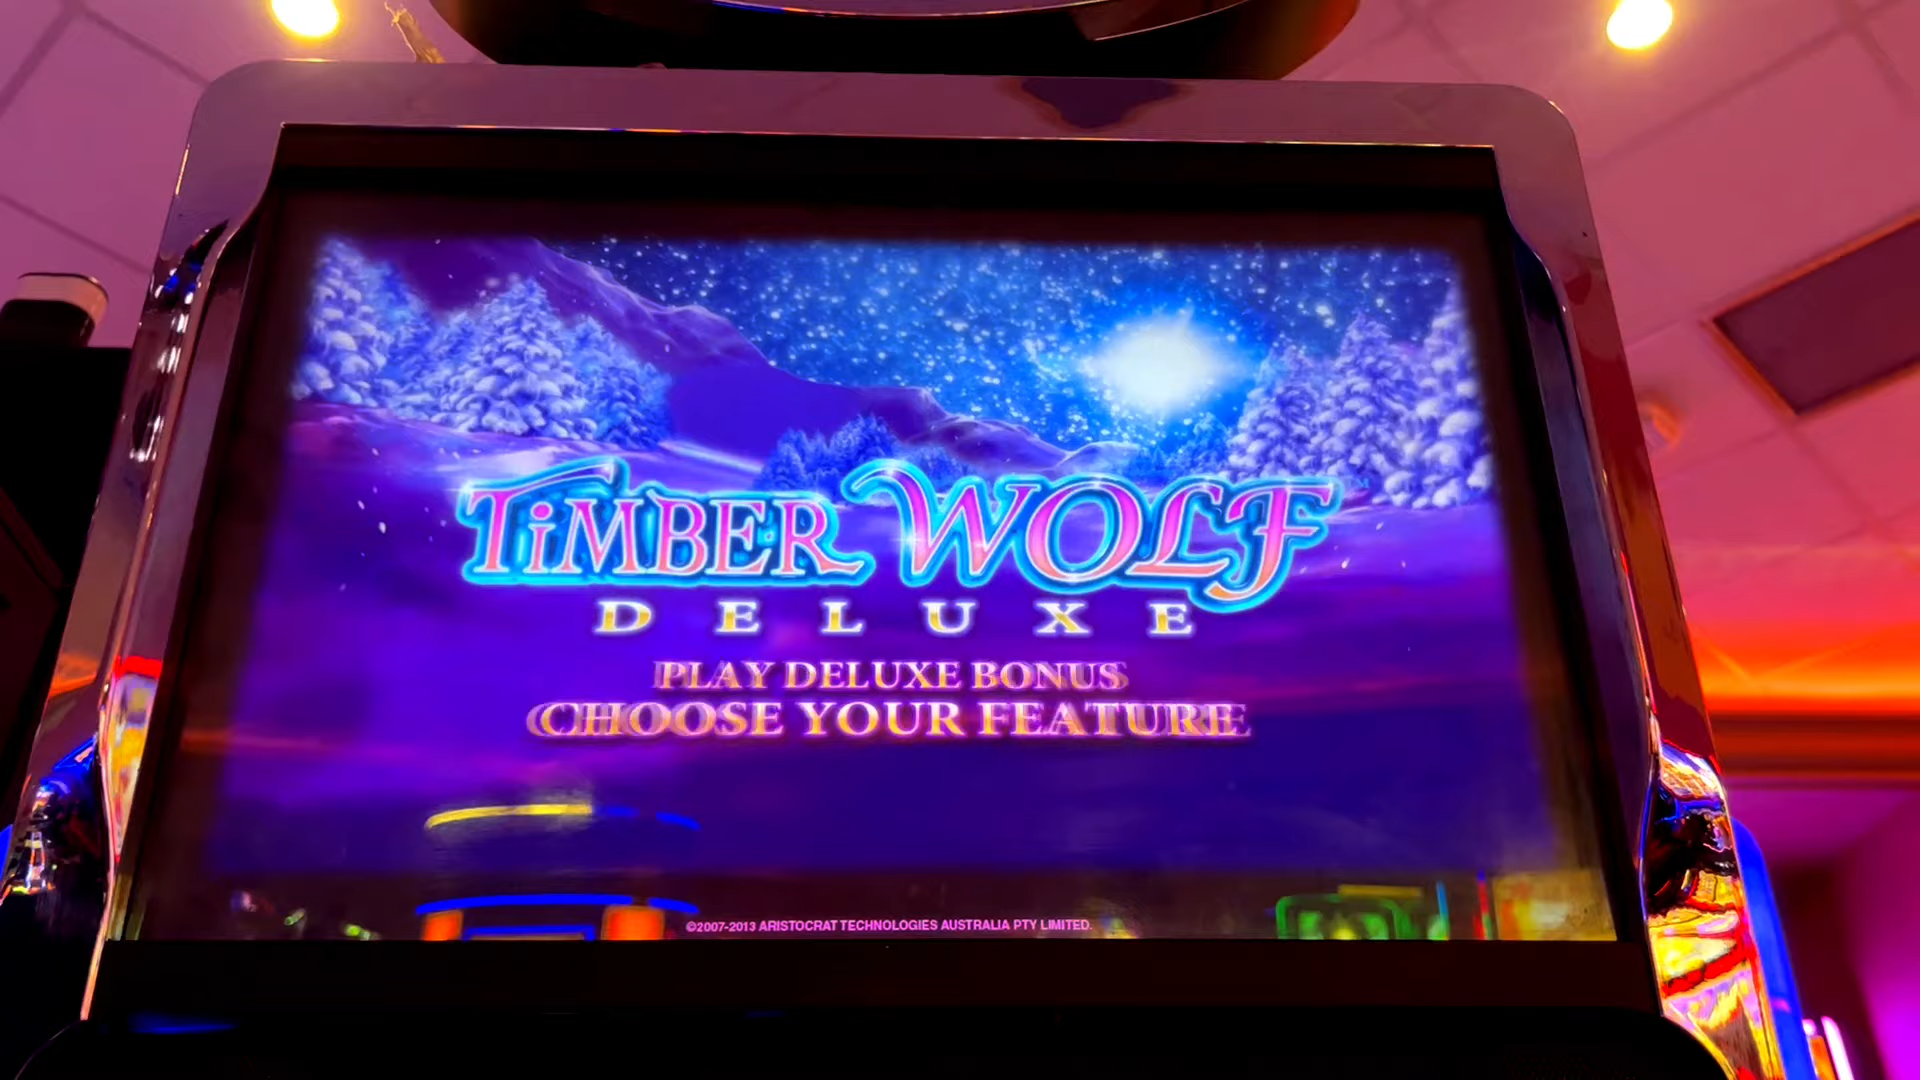 TiMBER WOLF
DELUXE
PLAY DELUXE BONUS
CHOOSE YOUR FEATURE
©2007-2013 ARISTOCRAT TECHNOLOGIES AUSTRALIA PTY LIMITED.